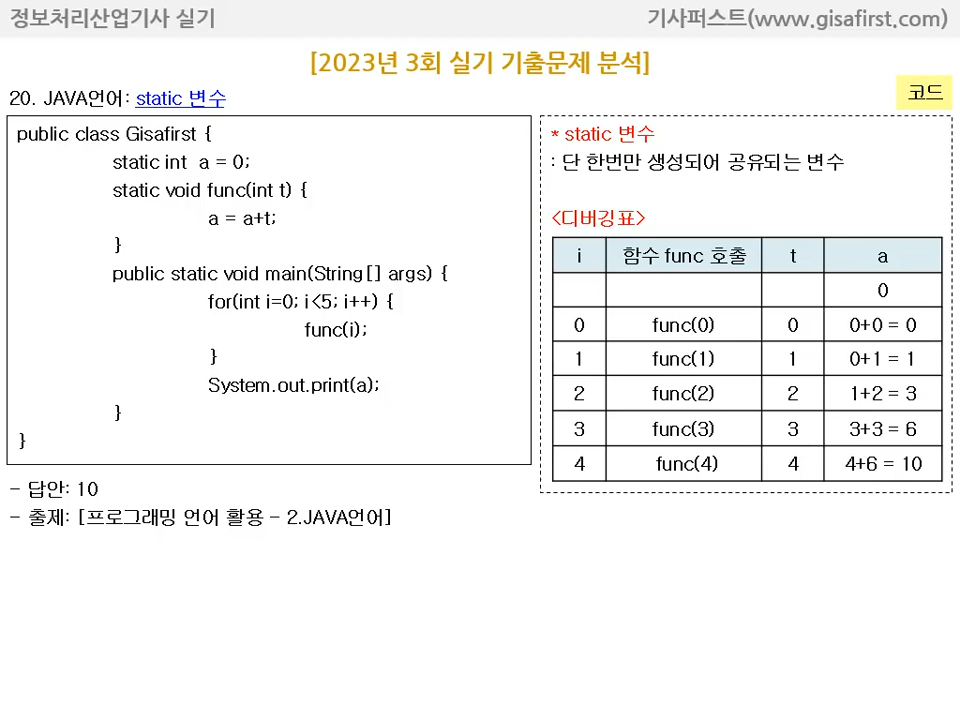 정보처리산업기사 실기
기사퍼스트(www.gisafirst.com)
[2023년 3회 실기 기출문제 분석]
20. JAVA언어: static 변수
코드
public class Gisafirst {
static int a = 0;
static void func(int t) {
a = a+t;
}
public static void main(String[] args) {
for(int i=0; i<5; i++) {
func(i);
}
System.out.print(a);
}
}
- 답안: 10
- 출제: [프로그래밍 언어 활용 - 2.JAVA언어]
* static 변수
: 단 한번만 생성되어 공유되는 변수
<디버깅표>
i 함수 func 호출 t a
0
0 func(0) 0 0+0 = 0
1 func(1) 1 0+1 = 1
2 func(2) 2 1+2 = 3
3 func(3) 3 3+3 = 6
4 func(4) 4 4+6 = 10